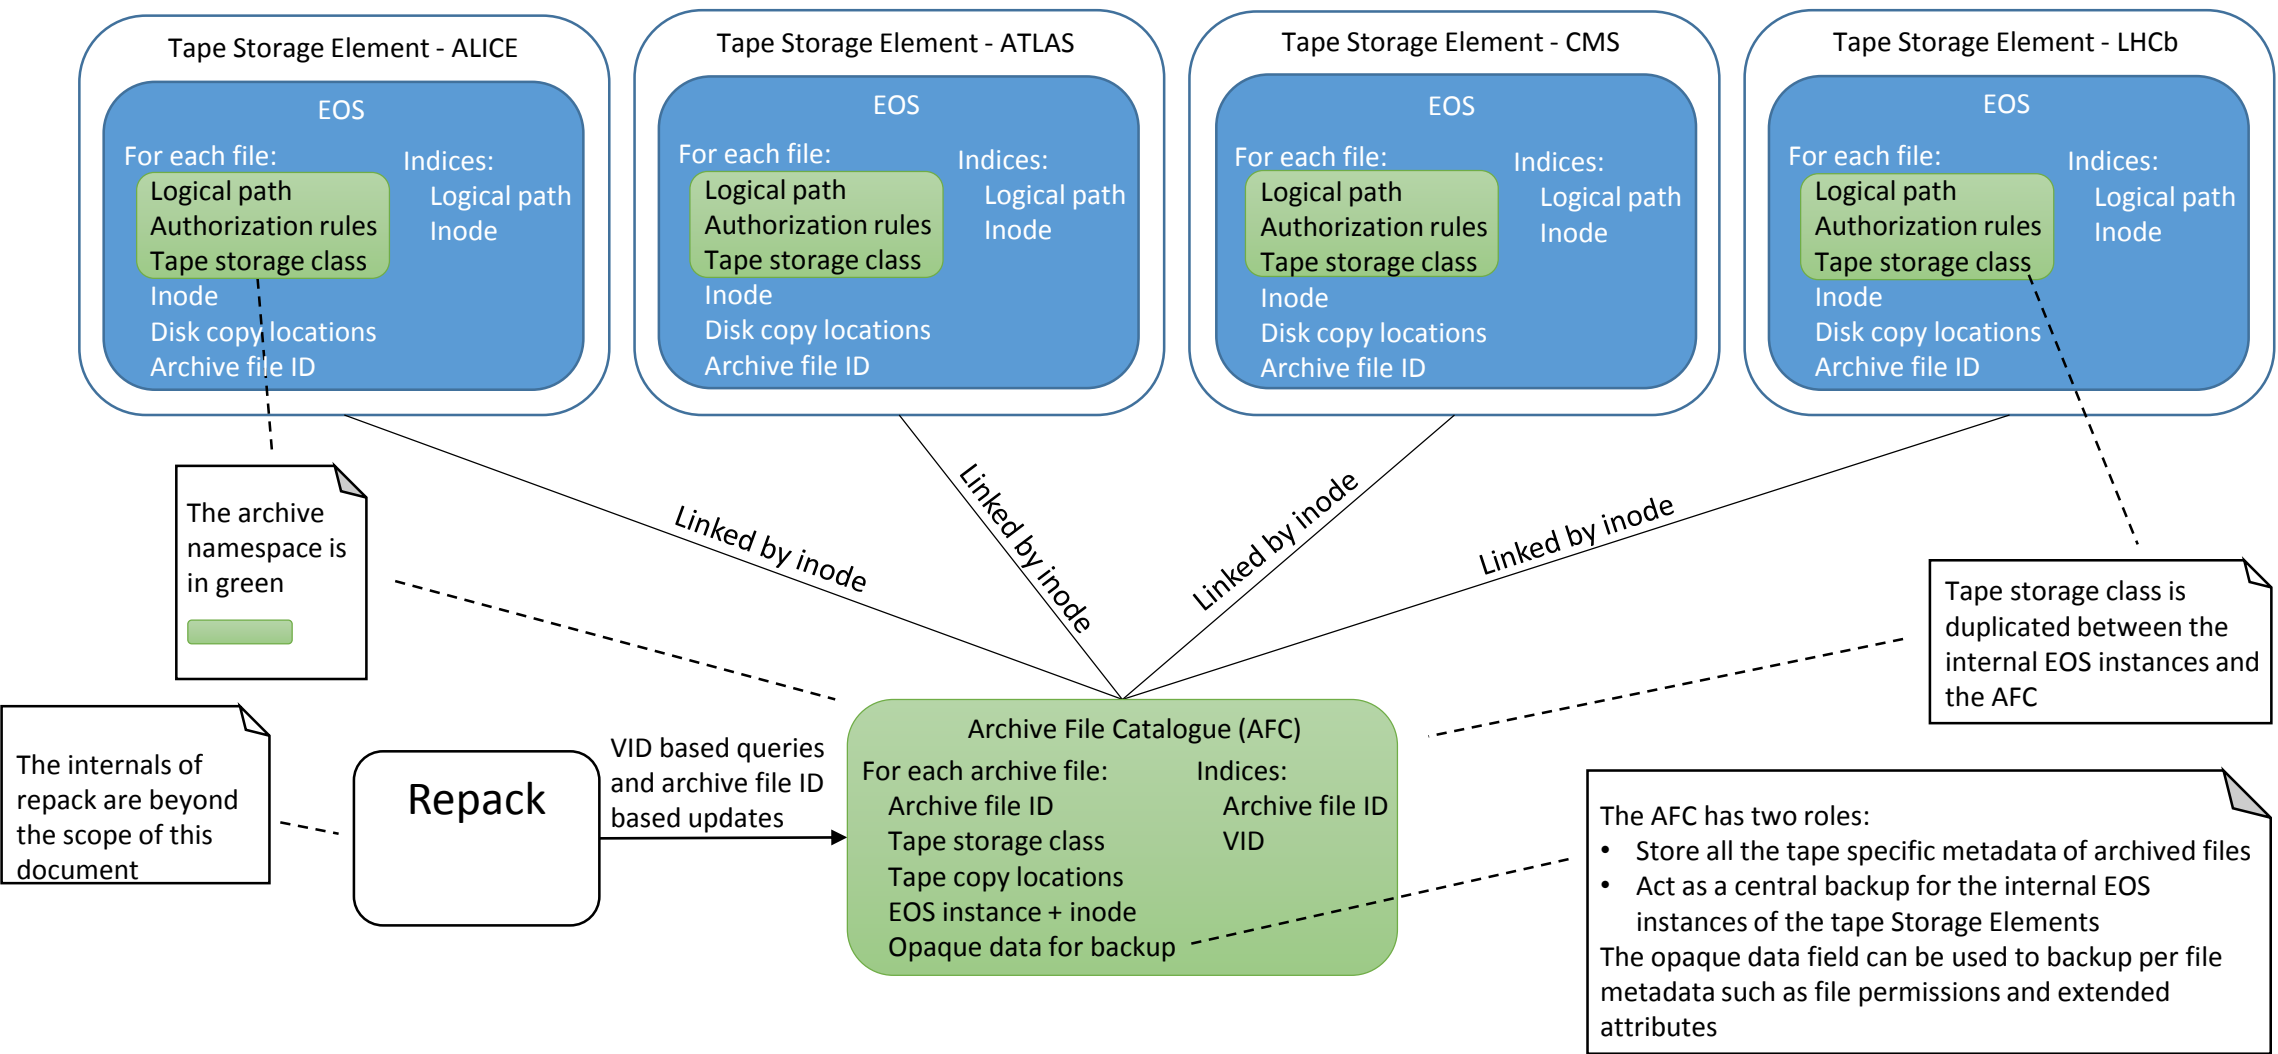 Tape Storage Element - ALICE
EOS
For each file:
Logical path
Authorization rules
Tape storage class
Inode
Disk copy locations
Archive file ID
Indices:
Logical path
Inode
Tape Storage Element - ATLAS
EOS
For each file:
Logical path
Authorization rules
Tape storage class
Inode
Disk copy locations
Archive file ID
Indices:
Logical path
Inode
Tape Storage Element - CMS
EOS
For each file:
Logical path
Authorization rules
Tape storage class
Inode
Disk copy locations
Archive file ID
Indices:
Logical path
Inode
Tape Storage Element - LHCb
EOS
For each file:
Logical path
Authorization rules
Tape storage class
Inode
Disk copy locations
Archive file ID
Indices:
Logical path
Inode
The archive
namespace is
in green
Linked by inode
Linked by inode
Linked by inode
Linked by inode
Tape storage class is
duplicated between the
internal EOS instances and
the AFC
The internals of
repack are beyond
the scope of this
document
Repack
VID based queries
and archive file ID
based updates
Archive File Catalogue (AFC)
For each archive file:
Archive file ID
Tape storage class
Tape copy locations
EOS instance + inode
Opaque data for backup
Indices:
Archive file ID
VID
The AFC has two roles:
• Store all the tape specific metadata of archived files
• Act as a central backup for the internal EOS
instances of the tape Storage Elements
The opaque data field can be used to backup per file
metadata such as file permissions and extended
attributes